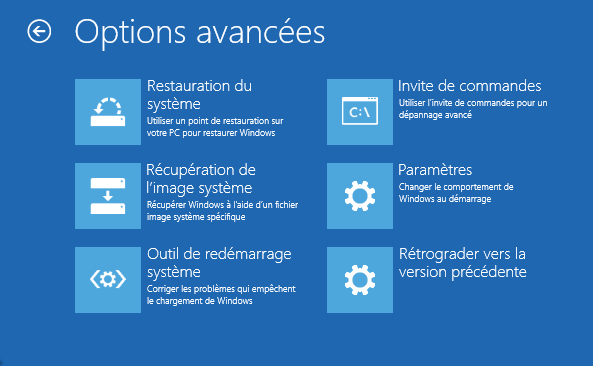 Options avancées
Restauration du
système
Utiliser un point de restauration sur
votre PC pour restaurer Windows
Récupération de
l'image système
Récupérer Windows à l'aide d'un fichier
image système spécifique
Outil de redémarrage
système
Corriger les problèmes qui empêchent
le chargement de Windows
C:\
Invite de commandes
Utiliser l'invite de commandes pour un
dépannage avancé
Paramètres
Changer le comportement de
Windows au démarrage
Rétrograder vers la
version précédente